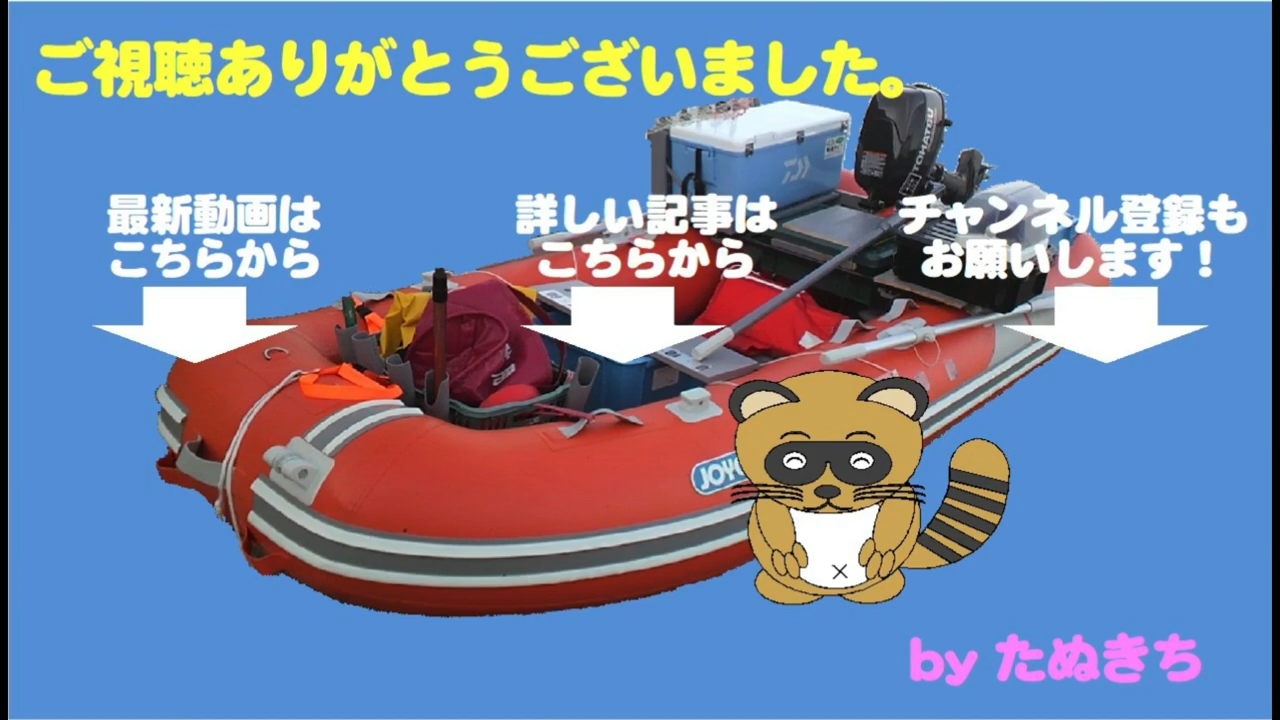 ご視聴ありがとうございました。
TOHATSU
最新動画は
こちらから
詳しい記事は
こちらから
チャンネル登録も
お願いします！
by たぬきち